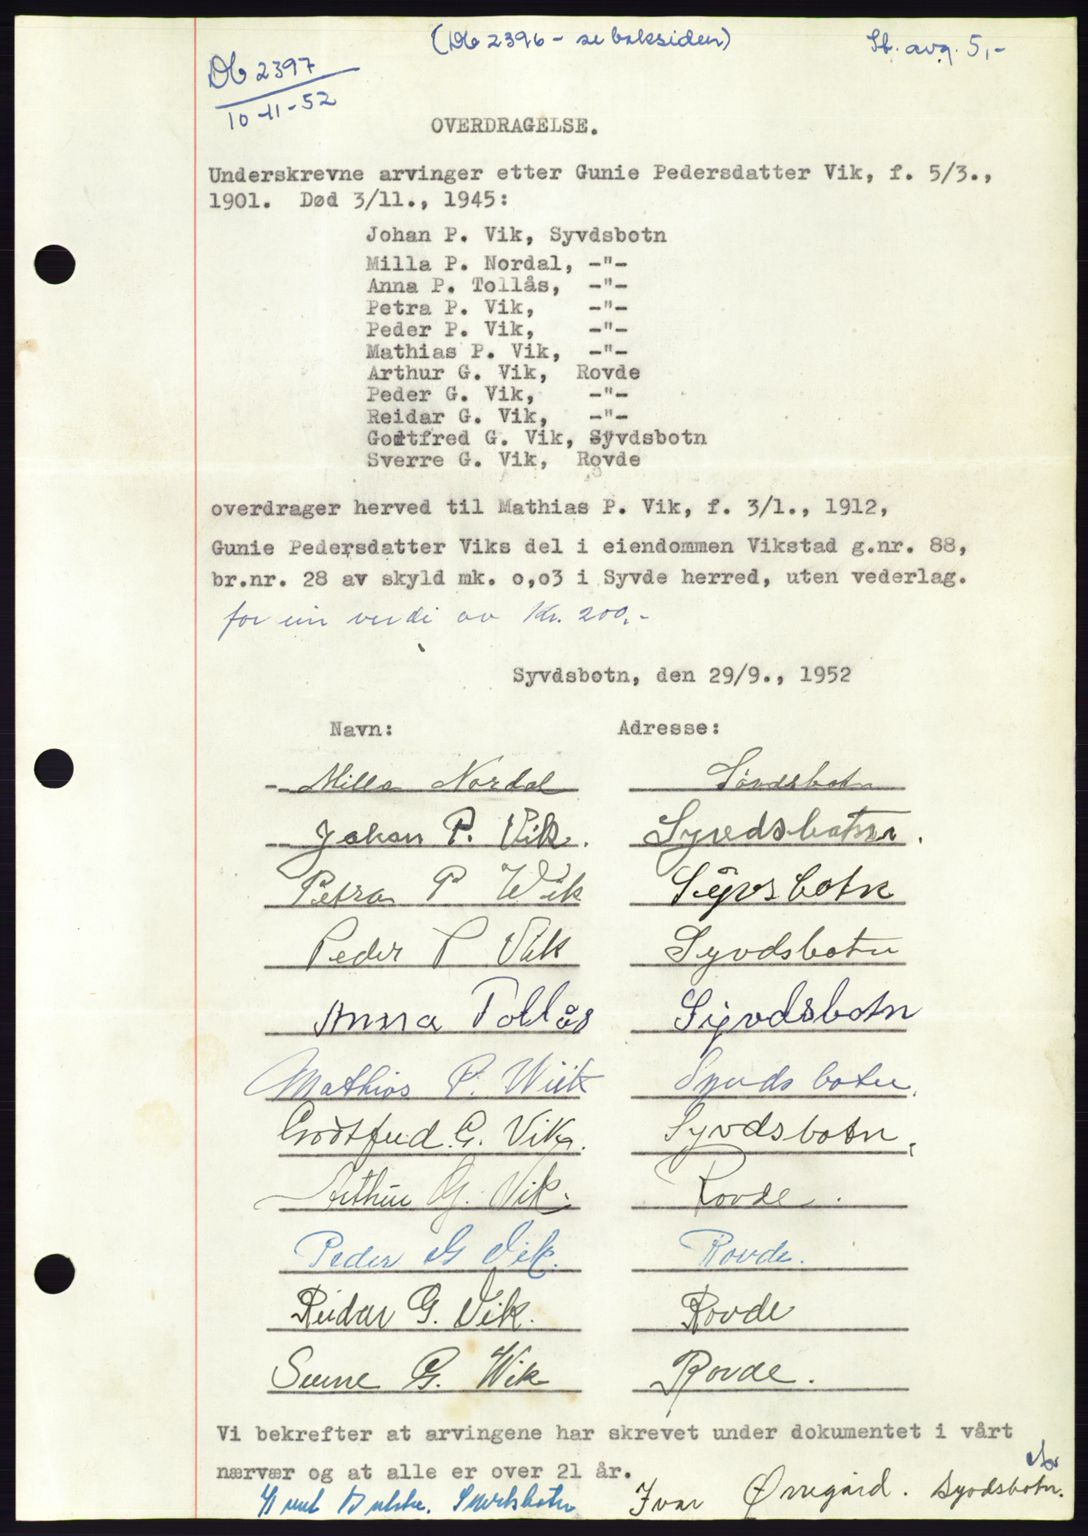 (Db 2396 - se baksiden)
St. avg. 5,-
Db 2397
10-11-52
OVERDRAGELSE.
Underskrevne arvinger etter Gunie Pedersdatter Vik, f. 5/3.,
1901. Død 3/11., 1945:
Johan P. Vik, Syvdsbotn
Milla P. Nordal, -"-
Anna P. Tollås, -"-
Petra P. Vik, -"-
Peder P. Vik, -"-
Mathias P. Vik, -"-
Arthur G. Vik, Rovde
Peder G. Vik, -"-
Reidar G. Vik, -"-
Godtfred G. Vik, Syvdsbotn
Sverre G. Vik, Rovde
overdrager herved til Mathias P. Vik, f. 3/1., 1912,
Gunie Pedersdatter Viks del i eiendommen Vikstad g.nr. 88,
br.nr. 28 av skyld mk. 0,03 i Syvde herred, uten vederlag.
for ein verdi av Kr. 200,-
Syvdsbotn, den 29/9., 1952
Navn: Adresse:
Milla Nordal Syvdsbotn
Johan P. Vik. Syvdsbotn.
Petra P Wik Syvsbotn
Peder P Vik Syvdsbotn
Anna Tollås Syvdsbotn
Mathias P. Wiik Syvdsbotn.
Godtfred G. Vik. Syvdsbotn.
Arthur G. Vik. Rovde.
Peder G Vik. Rovde.
Reidar G. Vik. Rovde
Sverre G. Wik Rovde.
Vi bekrefter at arvingene har skrevet under dokumentet i vårt
nærvær og at alle er over 21 år.
Knut Syvdsbotn Ivar Ørregård. Syvdsbotn.